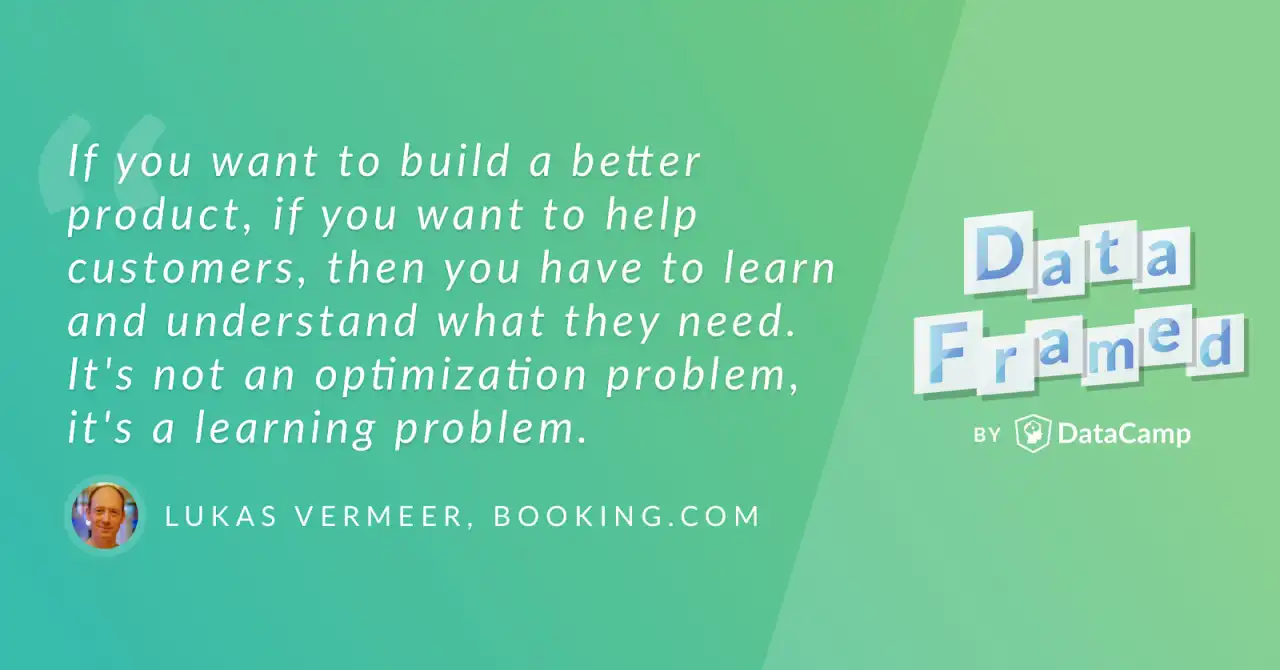 If you want to build a better
product, if you want to help
customers, then you have to learn
and understand what they need.
It's not an optimization problem,
it's a learning problem.
LUKAS VERMEER, BOOKING.COM
Data
Framed
BY DataCamp